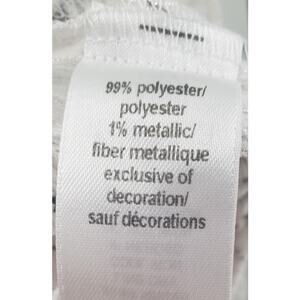 99% polyester/
polyester
1% metallic/
fiber metallique
exclusive of
decoration/
sauf décorations